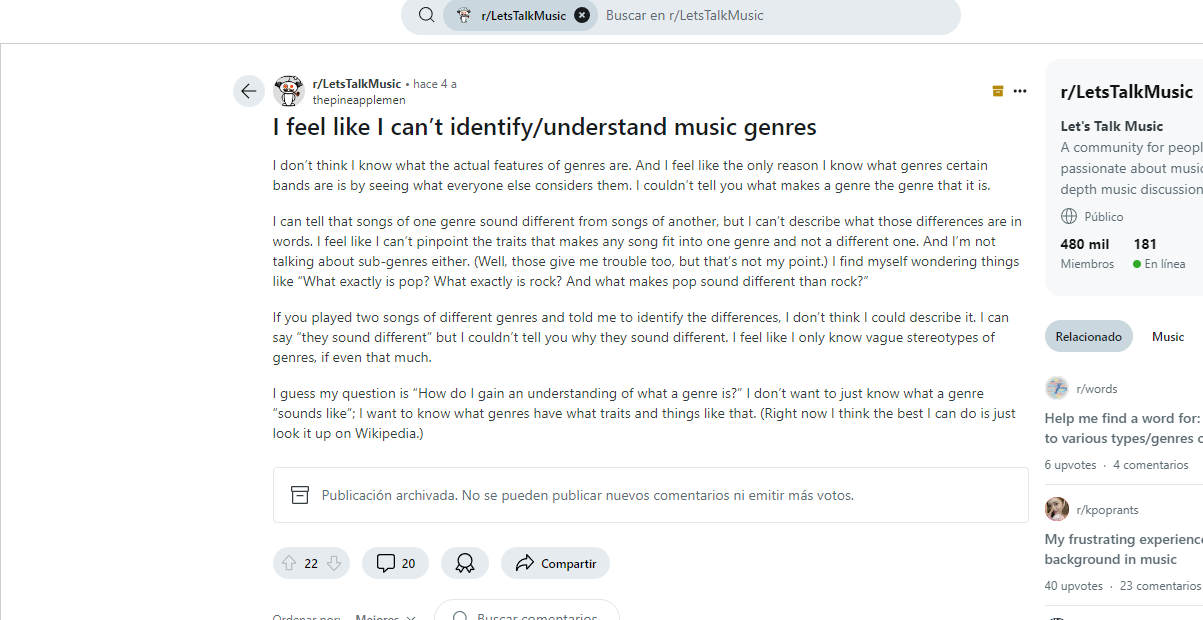 r/LetsTalkMusic
Buscar en r/LetsTalkMusic
r/LetsTalkMusic • hace 4 a
thepineapplemen
I feel like I can’t identify/understand music genres
I don’t think I know what the actual features of genres are. And I feel like the only reason I know what genres certain
bands are is by seeing what everyone else considers them. I couldn’t tell you what makes a genre the genre that it is.
I can tell that songs of one genre sound different from songs of another, but I can’t describe what those differences are in
words. I feel like I can’t pinpoint the traits that makes any song fit into one genre and not a different one. And I’m not
talking about sub-genres either. (Well, those give me trouble too, but that’s not my point.) I find myself wondering things
like “What exactly is pop? What exactly is rock? And what makes pop sound different than rock?”
If you played two songs of different genres and told me to identify the differences, I don’t think I could describe it. I can
say “they sound different” but I couldn’t tell you why they sound different. I feel like I only know vague stereotypes of
genres, if even that much.
I guess my question is “How do I gain an understanding of what a genre is?” I don’t want to just know what a genre
“sounds like”; I want to know what genres have what traits and things like that. (Right now I think the best I can do is just
look it up on Wikipedia.)
Publicación archivada. No se pueden publicar nuevos comentarios ni emitir más votos.
22
20
Compartir
Ordenar por: Mejores
Buscar comentarios
r/LetsTalkMusic
Let's Talk Music
A community for peopl
passionate about music
depth music discussion
Público
480 mil 181
Miembros En línea
Relacionado Music
r/words
Help me find a word for:
to various types/genres o
6 upvotes · 4 comentarios
r/kpoprants
My frustrating experience
background in music
40 upvotes · 23 comentarios